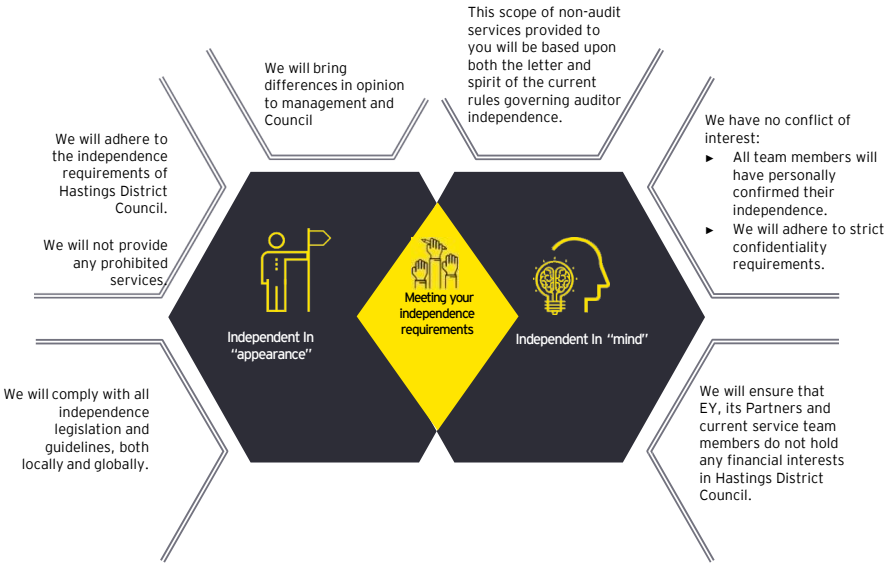 This scope of non-audit
services provided to
you will be based upon
both the letter and
spirit of the current
rules governing auditor
independence.
We will bring
differences in opinion
to management and
Council
We have no conflict of
interest:
► All team members will
have personally
confirmed their
independence.
► We will adhere to strict
confidentiality
requirements.
We will adhere to
the independence
requirements of
Hastings District
Council.
We will not provide
any prohibited
services.
Meeting your
independence
requirements
Independent In
“appearance”
Independent In “mind”
We will comply with all
independence
legislation and
guidelines, both
locally and globally.
We will ensure that
EY, its Partners and
current service team
members do not hold
any financial interests
in Hastings District
Council.